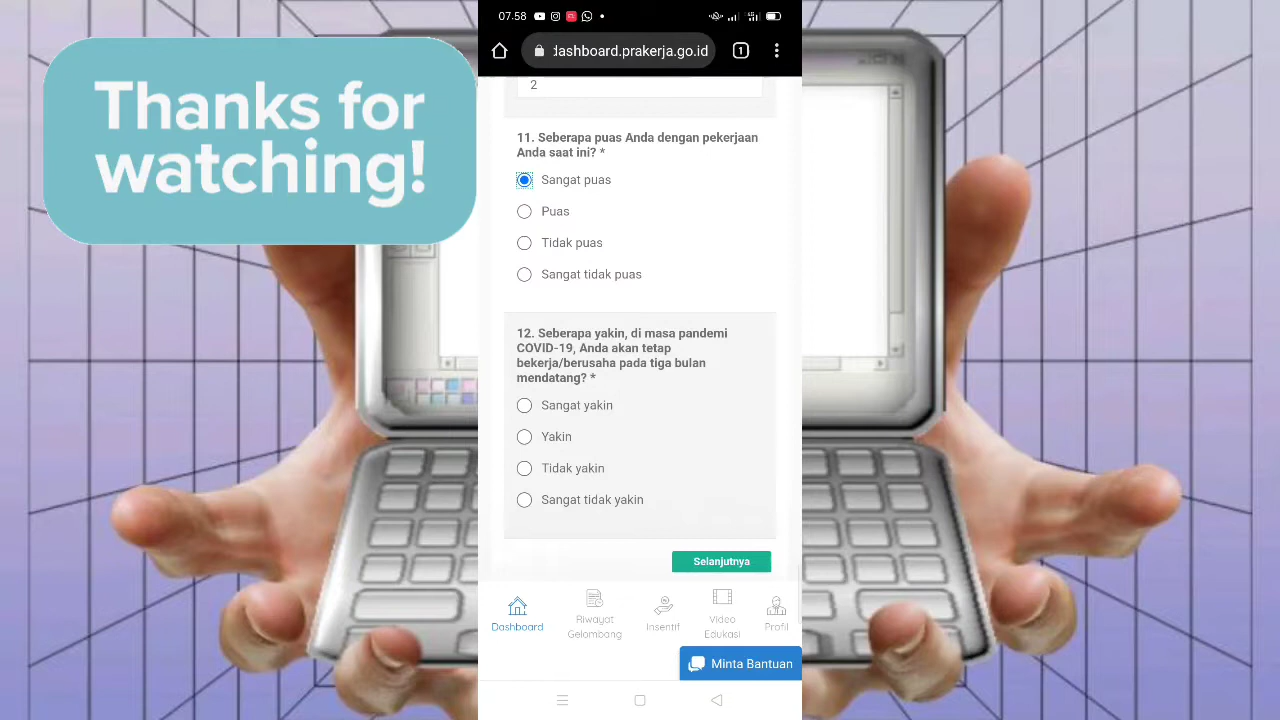 Thanks for
watching!
07.58
dashboard.prakerja.go.id
1
2
11. Seberapa puas Anda dengan pekerjaan
Anda saat ini? *
Sangat puas
Puas
Tidak puas
Sangat tidak puas
12. Seberapa yakin, di masa pandemi
COVID-19, Anda akan tetap
bekerja/berusaha pada tiga bulan
mendatang? *
Sangat yakin
Yakin
Tidak yakin
Sangat tidak yakin
Selanjutnya
Dashboard
Riwayat
Gelombang
Insentif
Video
Edukasi
Profil
Minta Bantuan